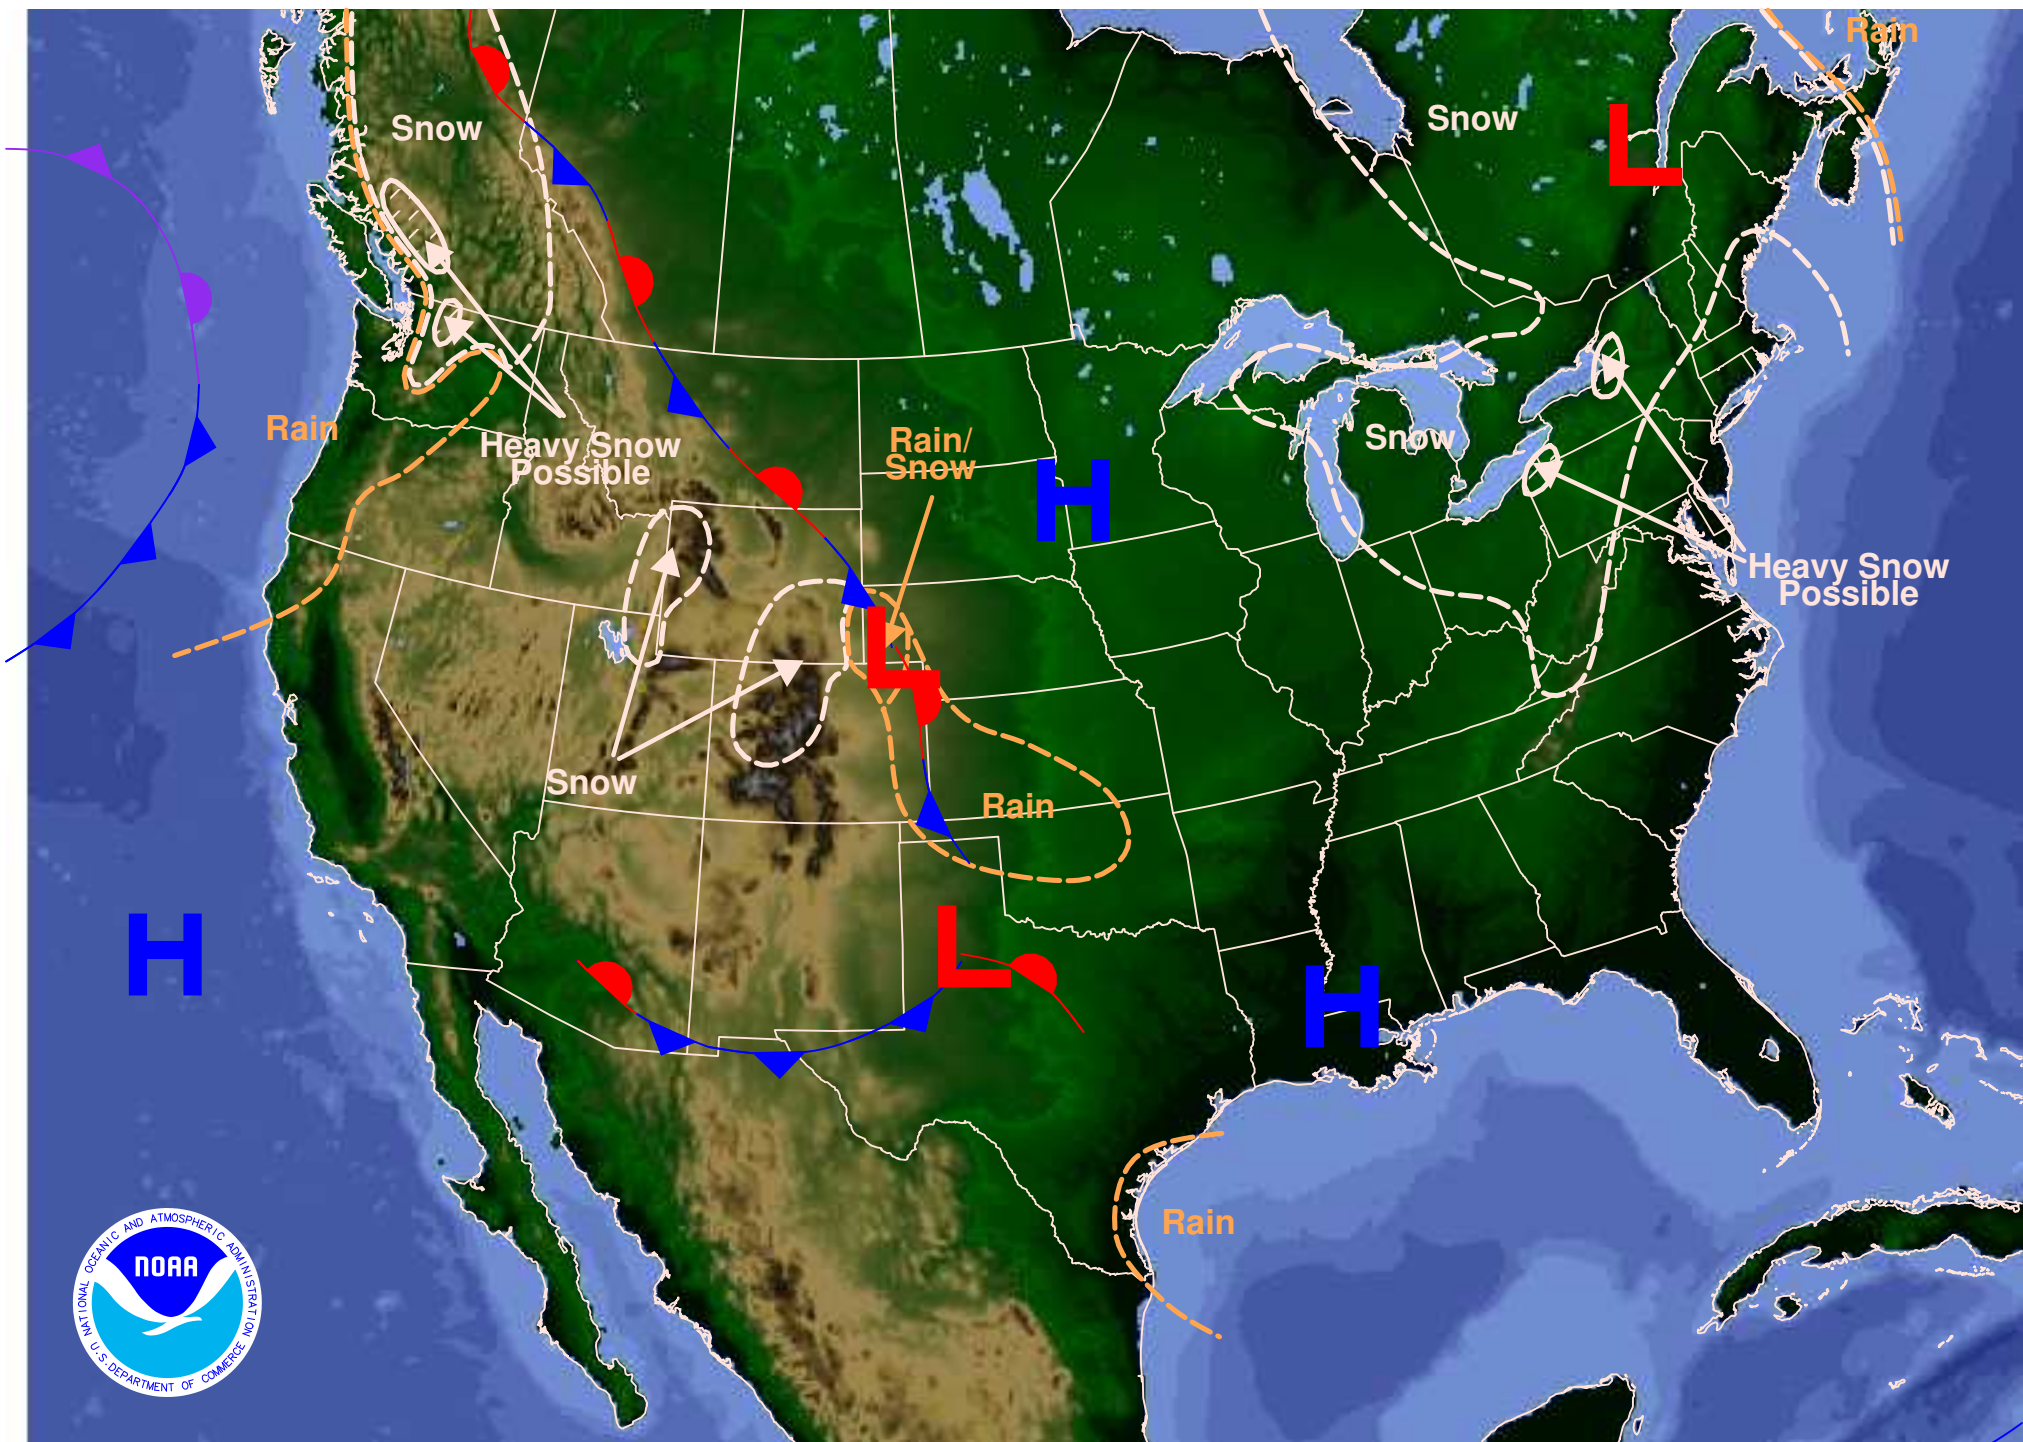 Rain
Snow
Snow
L
Rain
Heavy Snow
Possible
Rain/
Snow
Snow
H
Heavy Snow
Possible
L
Snow
Rain
H
L
H
Rain
NATIONAL OCEANIC AND ATMOSPHERIC ADMINISTRATION
NOAA
U.S. DEPARTMENT OF COMMERCE